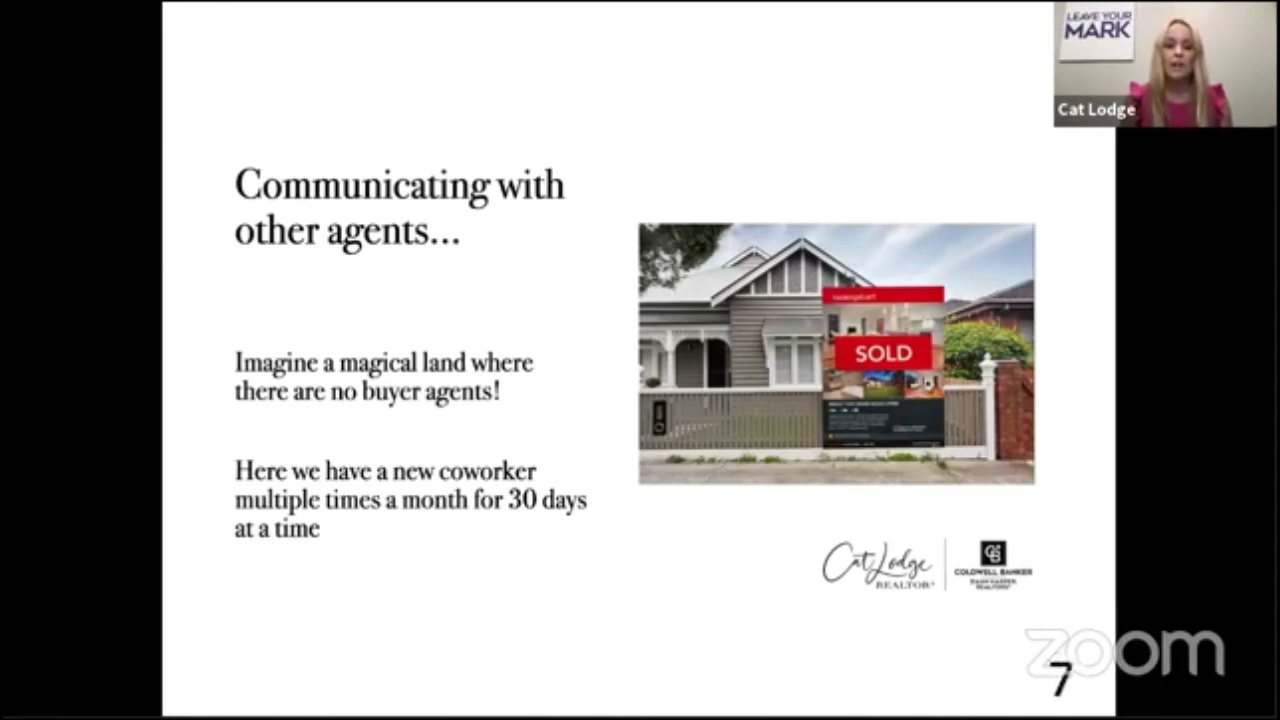 LEAVE YOUR
MARK
Cat Lodge
Communicating with
other agents...
Imagine a magical land where
there are no buyer agents!
Here we have a new coworker
multiple times a month for 30 days
at a time
SOLD
Cat Lodge
REALTOR®
CB
COLDWELL BANKER
REALTORS®
zoom
7